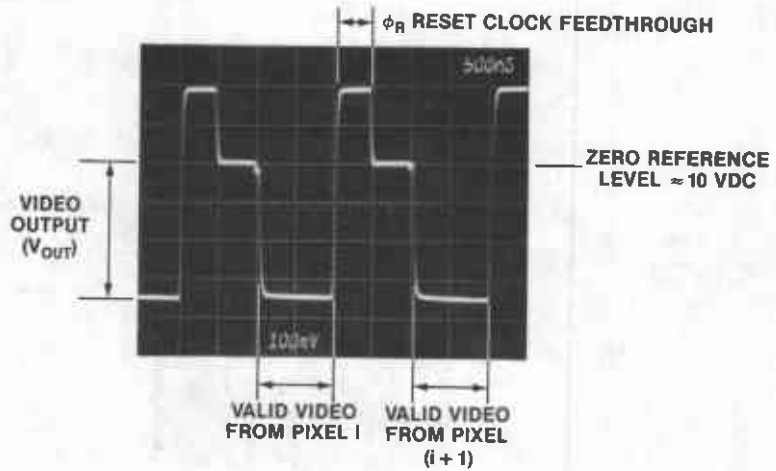 ϕR RESET CLOCK FEEDTHROUGH
500nS
ZERO REFERENCE
LEVEL ≈ 10 VDC
VIDEO
OUTPUT
(VOUT)
100mV
VALID VIDEO
FROM PIXEL I
VALID VIDEO
FROM PIXEL
(i + 1)